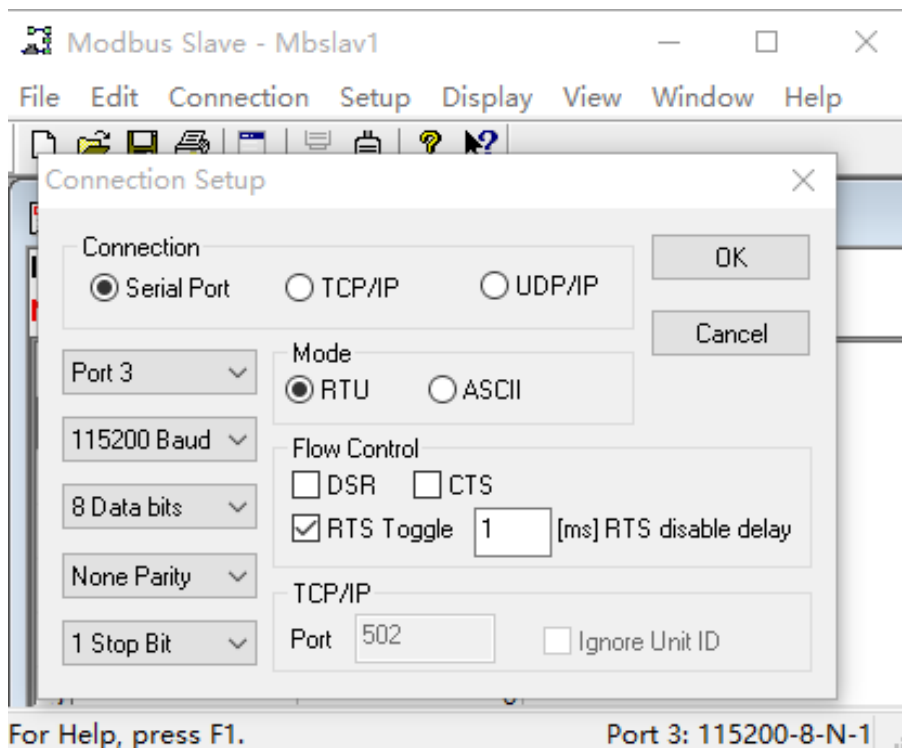 Modbus Slave - Mbslav1
File Edit Connection Setup Display View Window Help
Connection Setup
Connection
Serial Port TCP/IP UDP/IP
OK
Cancel
Port 3
115200 Baud
8 Data bits
None Parity
1 Stop Bit
Mode
RTU ASCII
Flow Control
DSR CTS
RTS Toggle 1 [ms] RTS disable delay
TCP/IP
Port 502 Ignore Unit ID
For Help, press F1. Port 3: 115200-8-N-1